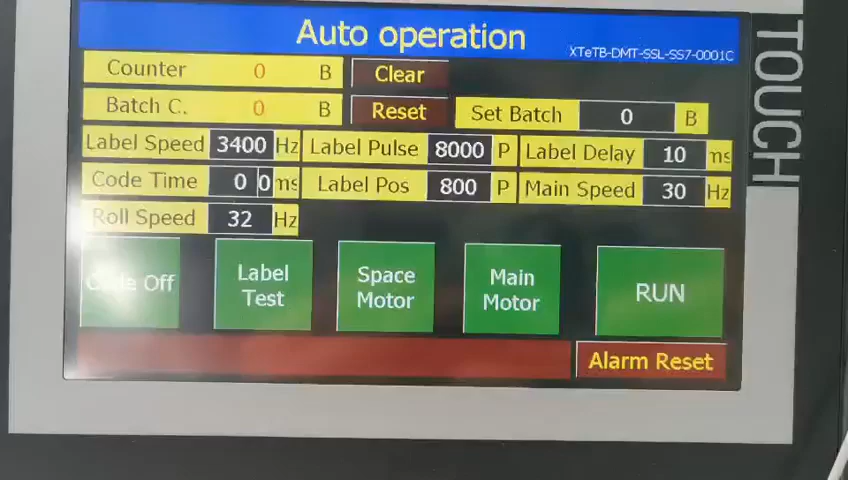 Auto operation
XTeTB-DMT-SSL-SS7-0001C
Counter 0 B Clear
Batch C. 0 B Reset Set Batch 0 B
Label Speed 3400 Hz Label Pulse 8000 P Label Delay 10 ms
Code Time 0 0 ms Label Pos 800 P Main Speed 30 Hz
Roll Speed 32 Hz
Code Off
Label Test
Space Motor
Main Motor
RUN
Alarm Reset
TOUCH